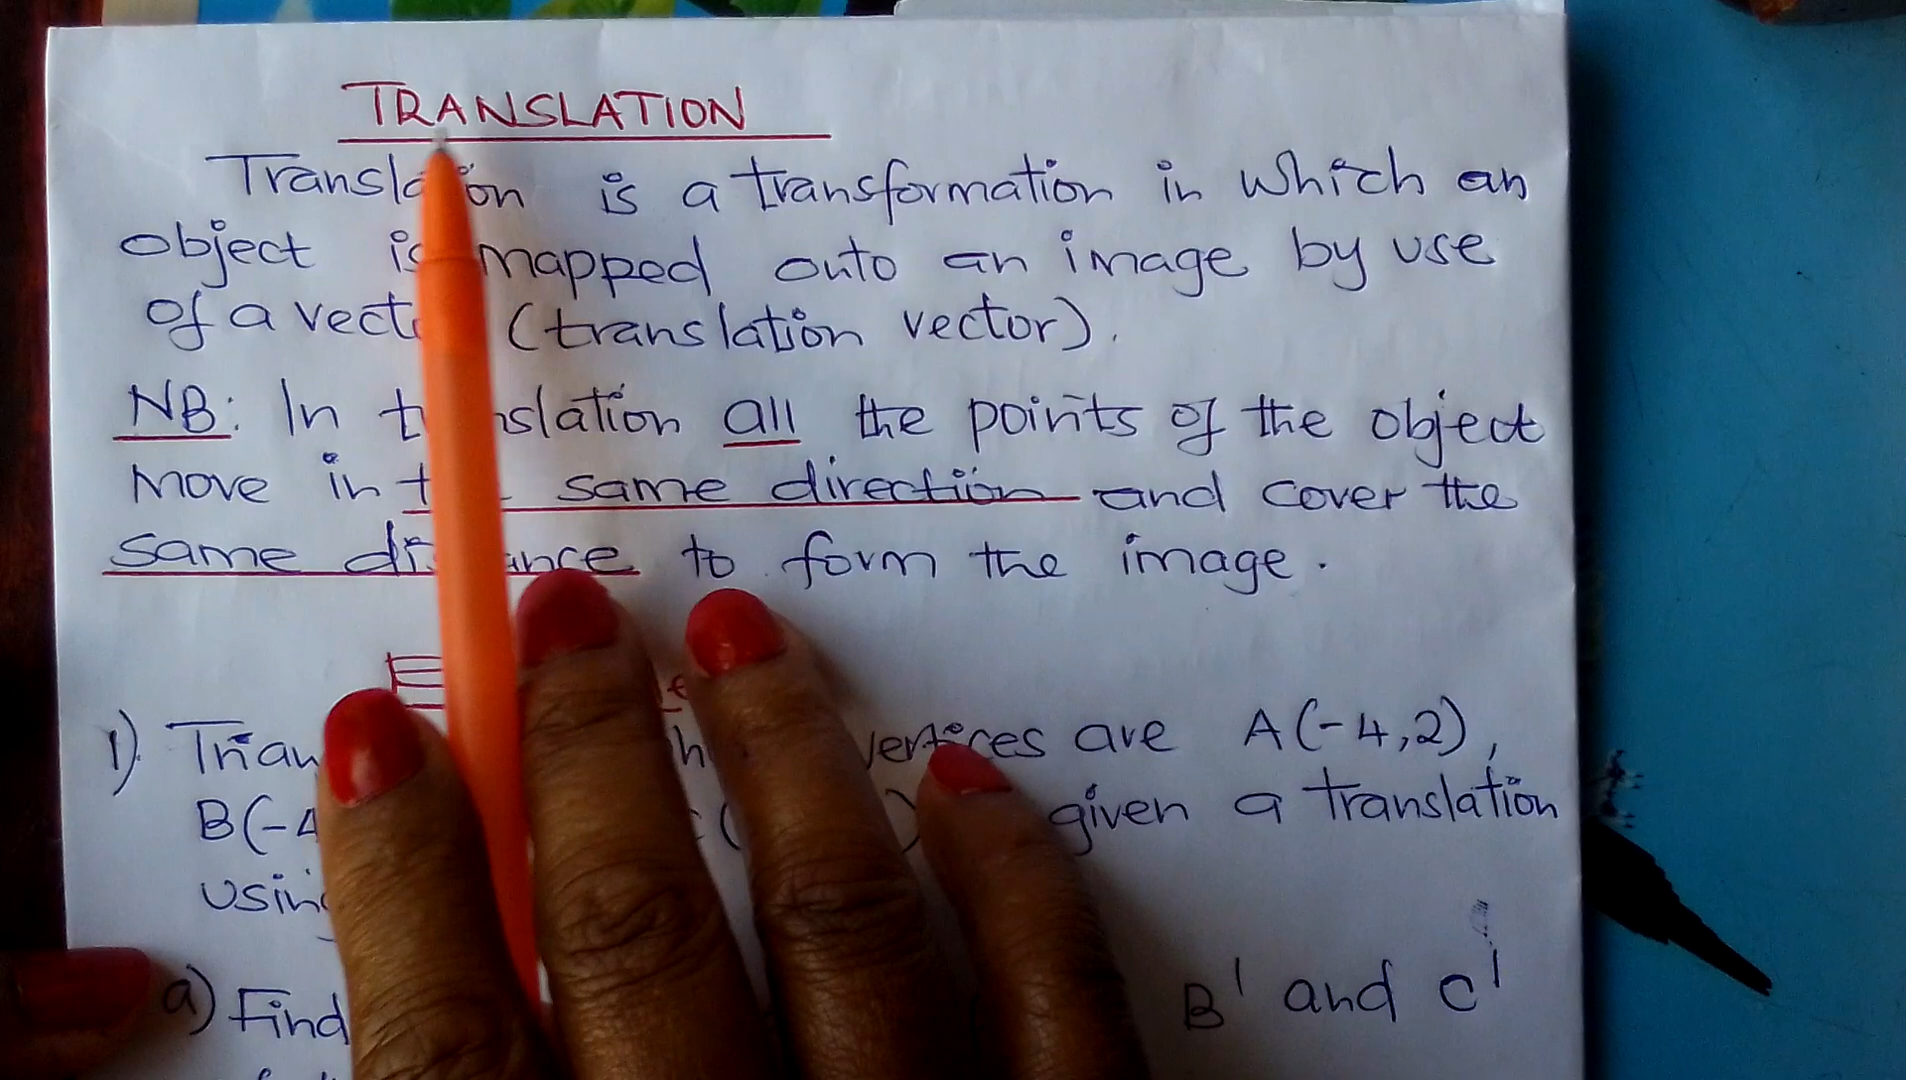 TRANSLATION
Translation is a transformation in which an
object is mapped onto an image by use
of a vector (translation vector).
NB: In translation all the points of the object
move in the same direction and cover the
same distance to form the image.
1). vertices are A(-4,2),
B(-4 given a translation
using
a) Find B' and C'